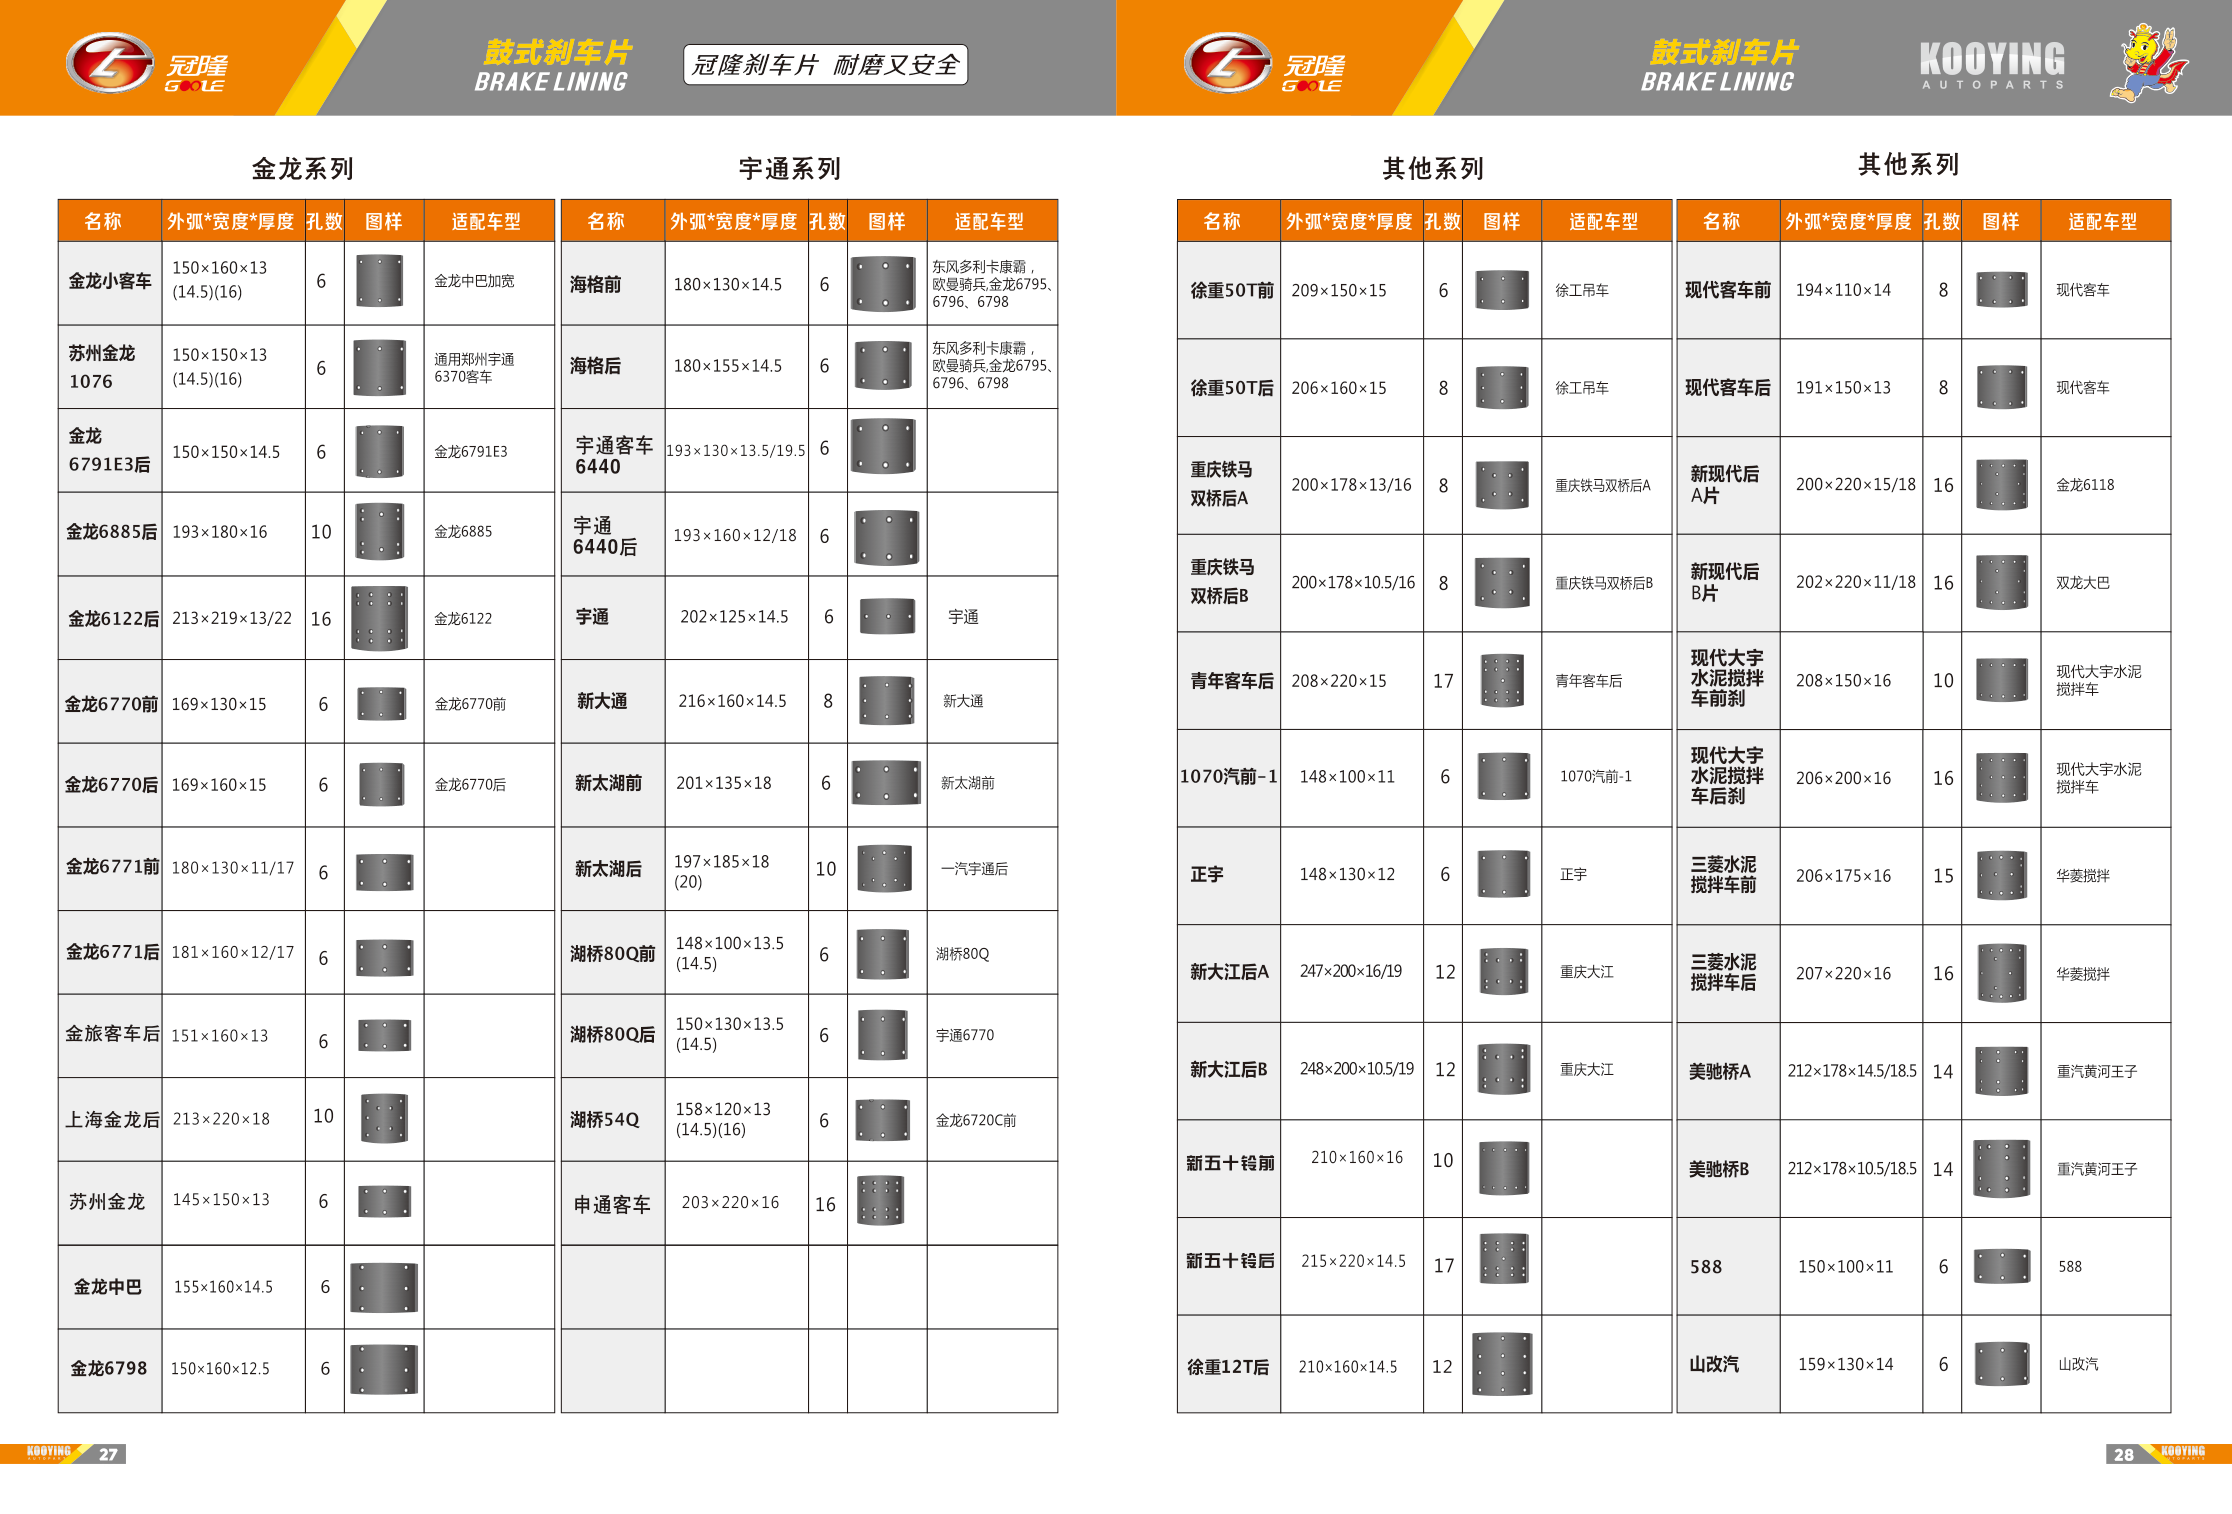 冠隆
GOOLE
鼓式刹车片
BRAKE LINING
冠隆刹车片 耐磨又安全
冠隆
GOOLE
鼓式刹车片
BRAKE LINING
KOOYING
AUTOPARTS
金龙系列
名称 外弧*宽度*厚度 孔数 图样 适配车型
金龙小客车 150×160×13 6 金龙中巴加宽
(14.5)(16)
苏州金龙 150×150×13 6 通用郑州宇通
1076 (14.5)(16) 6370客车
金龙
6791E3后 150×150×14.5 6 金龙6791E3
金龙6885后 193×180×16 10 金龙6885
金龙6122后 213×219×13/22 16 金龙6122
金龙6770前 169×130×15 6 金龙6770前
金龙6770后 169×160×15 6 金龙6770后
金龙6771前 180×130×11/17 6
金龙6771后 181×160×12/17 6
金旅客车后 151×160×13 6
上海金龙后 213×220×18 10
苏州金龙 145×150×13 6
金龙中巴 155×160×14.5 6
金龙6798 150×160×12.5 6
宇通系列
名称 外弧*宽度*厚度 孔数 图样 适配车型
海格前 180×130×14.5 6 东风多利卡康霸，
欧曼骑兵,金龙6795、
6796、6798
海格后 180×155×14.5 6 东风多利卡康霸，
欧曼骑兵,金龙6795、
6796、6798
宇通客车 193×130×13.5/19.5 6
6440
宇通 193×160×12/18 6
6440后
宇通 202×125×14.5 6 宇通
新大通 216×160×14.5 8 新大通
新太湖前 201×135×18 6 新太湖前
新太湖后 197×185×18 10 一汽宇通后
(20)
湖桥80Q前 148×100×13.5 6 湖桥80Q
(14.5)
湖桥80Q后 150×130×13.5 6 宇通6770
(14.5)
湖桥54Q 158×120×13 6 金龙6720C前
(14.5)(16)
申通客车 203×220×16 16
其他系列
名称 外弧*宽度*厚度 孔数 图样 适配车型
徐重50T前 209×150×15 6 徐工吊车
徐重50T后 206×160×15 8 徐工吊车
重庆铁马 200×178×13/16 8 重庆铁马双桥后A
双桥后A
重庆铁马 200×178×10.5/16 8 重庆铁马双桥后B
双桥后B
青年客车后 208×220×15 17 青年客车后
1070汽前-1 148×100×11 6 1070汽前-1
正宇 148×130×12 6 正宇
新大江后A 247×200×16/19 12 重庆大江
新大江后B 248×200×10.5/19 12 重庆大江
新五十铃前 210×160×16 10
新五十铃后 215×220×14.5 17
徐重12T后 210×160×14.5 12
其他系列
名称 外弧*宽度*厚度 孔数 图样 适配车型
现代客车前 194×110×14 8 现代客车
现代客车后 191×150×13 8 现代客车
新现代后 200×220×15/18 16 金龙6118
A片
新现代后 202×220×11/18 16 双龙大巴
B片
现代大宇 208×150×16 10 现代大宇水泥
水泥搅拌 搅拌车
车前刹
现代大宇 206×200×16 16 现代大宇水泥
水泥搅拌 搅拌车
车后刹
三菱水泥 206×175×16 15 华菱搅拌
搅拌车前
三菱水泥 207×220×16 16 华菱搅拌
搅拌车后
美驰桥A 212×178×14.5/18.5 14 重汽黄河王子
美驰桥B 212×178×10.5/18.5 14 重汽黄河王子
588 150×100×11 6 588
山改汽 159×130×14 6 山改汽
KOOYING
AUTOPARTS
27
28
KOOYING
AUTOPARTS